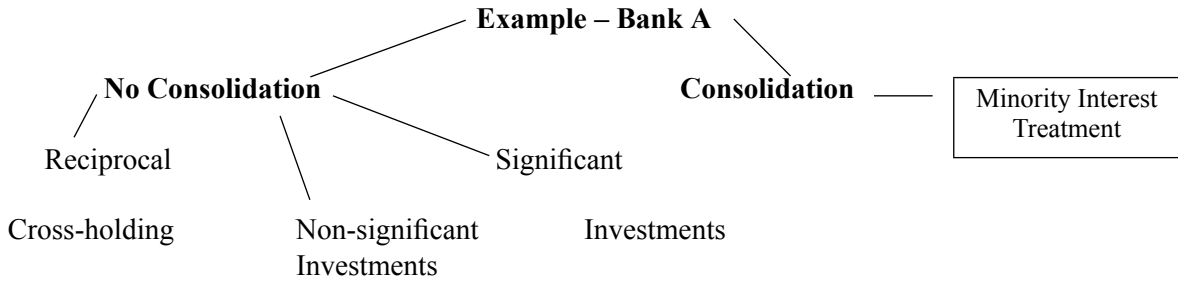 Example – Bank A
No Consolidation
Consolidation
Minority Interest
Treatment
Reciprocal
Significant
Cross-holding
Non-significant
Investments
Investments